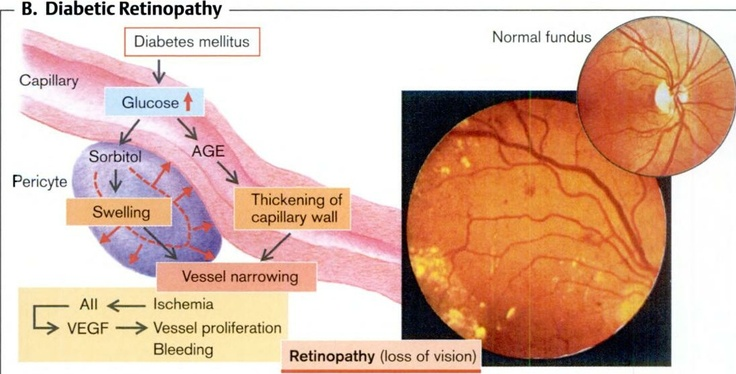 B. Diabetic Retinopathy
Diabetes mellitus
Normal fundus
Capillary
Glucose
Sorbitol
AGE
Pericyte
Swelling
Thickening of
capillary wall
Vessel narrowing
AII ← Ischemia
VEGF → Vessel proliferation
Bleeding
Retinopathy (loss of vision)